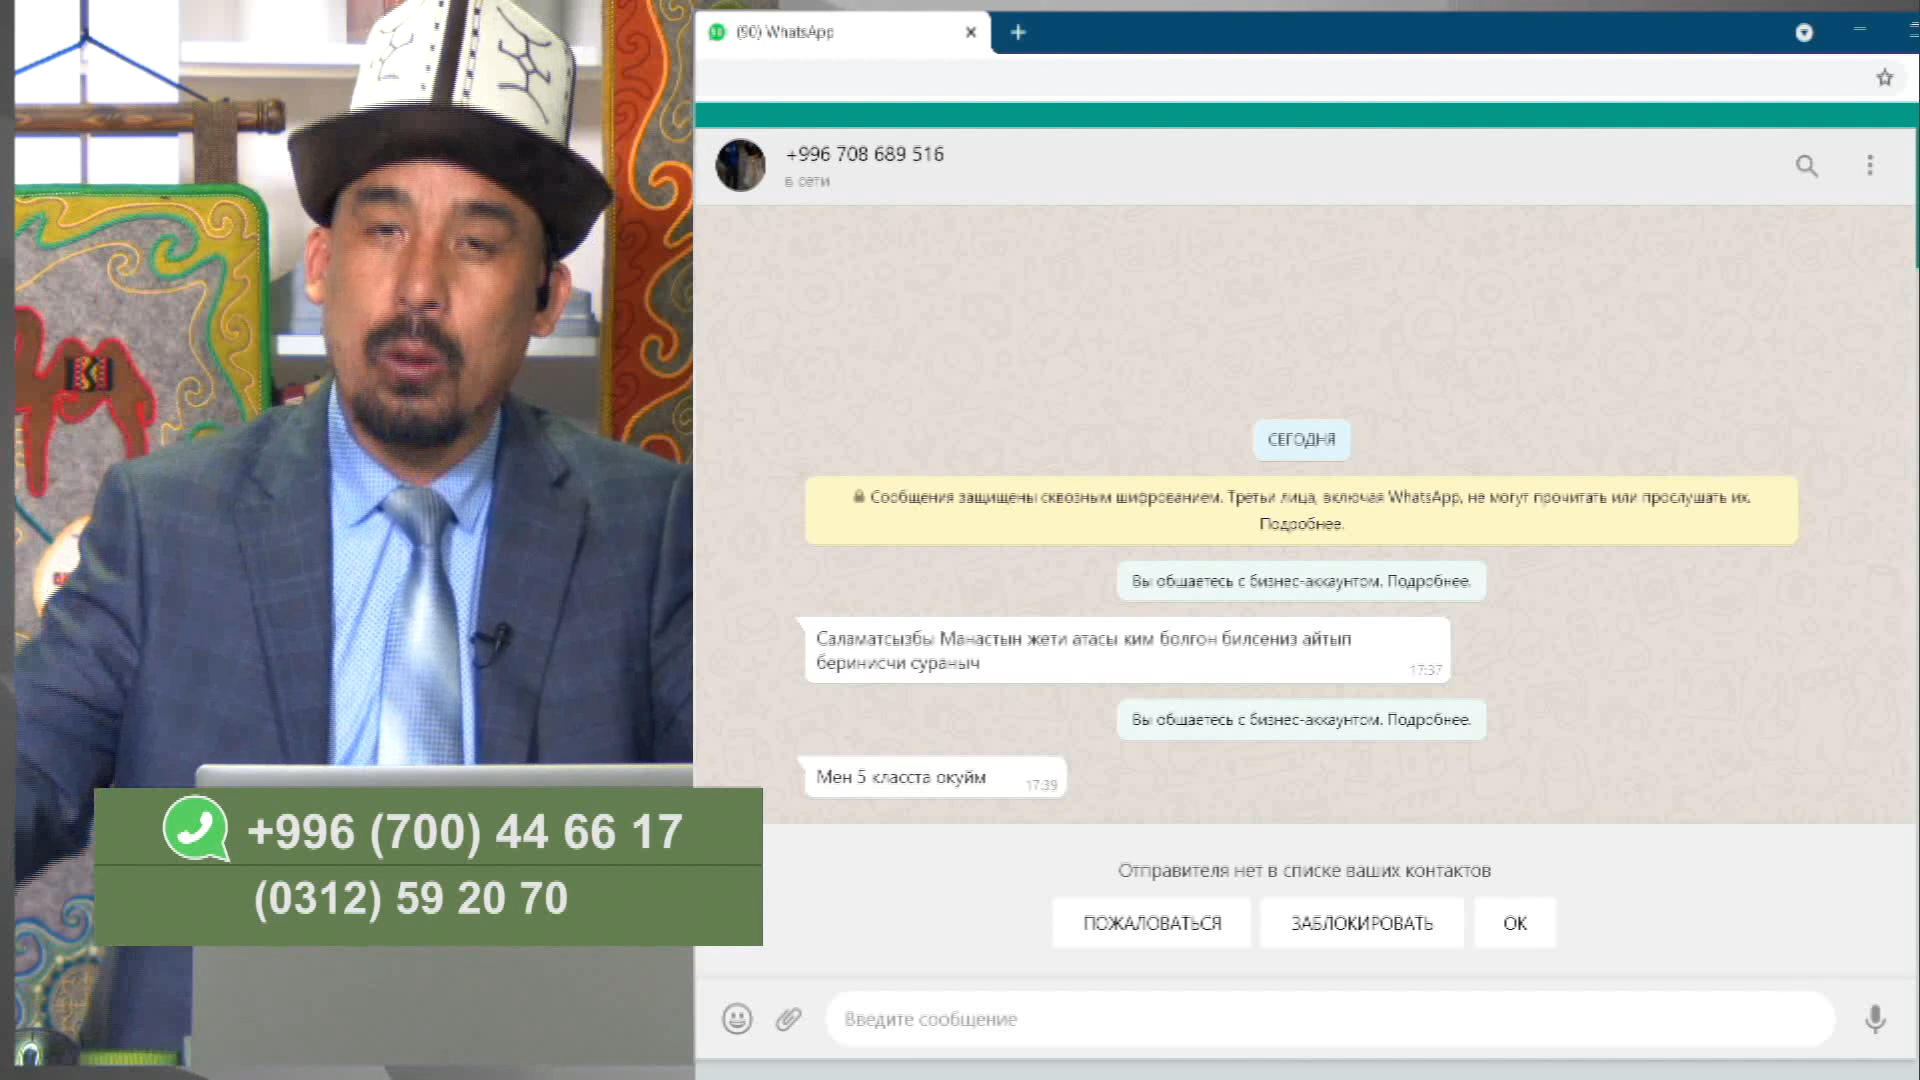 (90) WhatsApp
+996 708 689 516
в сети
СЕГОДНЯ
Сообщения защищены сквозным шифрованием. Третьи лица, включая WhatsApp, не могут прочитать или прослушать их.
Подробнее.
Вы общаетесь с бизнес-аккаунтом. Подробнее.
Саламатсызбы Манастын жети атасы ким болгон билсениз айтып
беринисчи сураныч
17:37
Вы общаетесь с бизнес-аккаунтом. Подробнее.
Мен 5 класста окуйм
17:39
+996 (700) 44 66 17
(0312) 59 20 70
Отправителя нет в списке ваших контактов
ПОЖАЛОВАТЬСЯ
ЗАБЛОКИРОВАТЬ
ОК
Введите сообщение